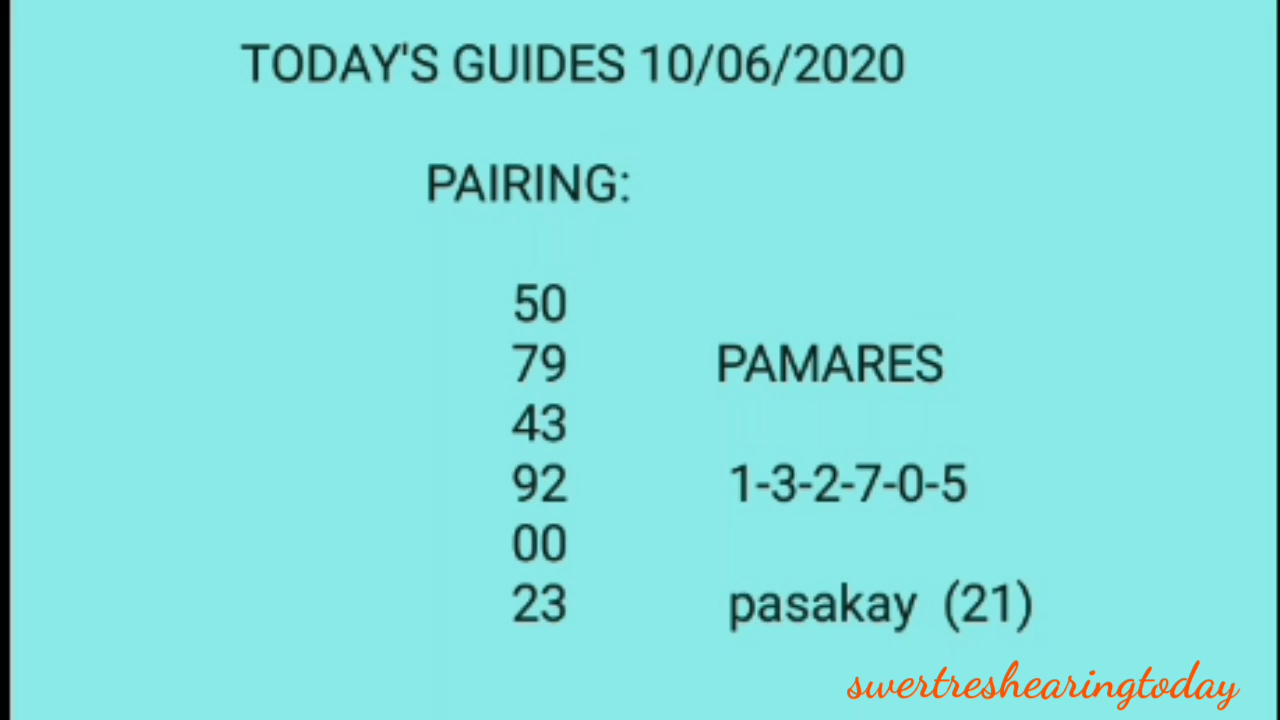 TODAY'S GUIDES 10/06/2020
PAIRING:
50
79 PAMARES
43
92 1-3-2-7-0-5
00
23 pasakay (21)
swertreshearingtoday